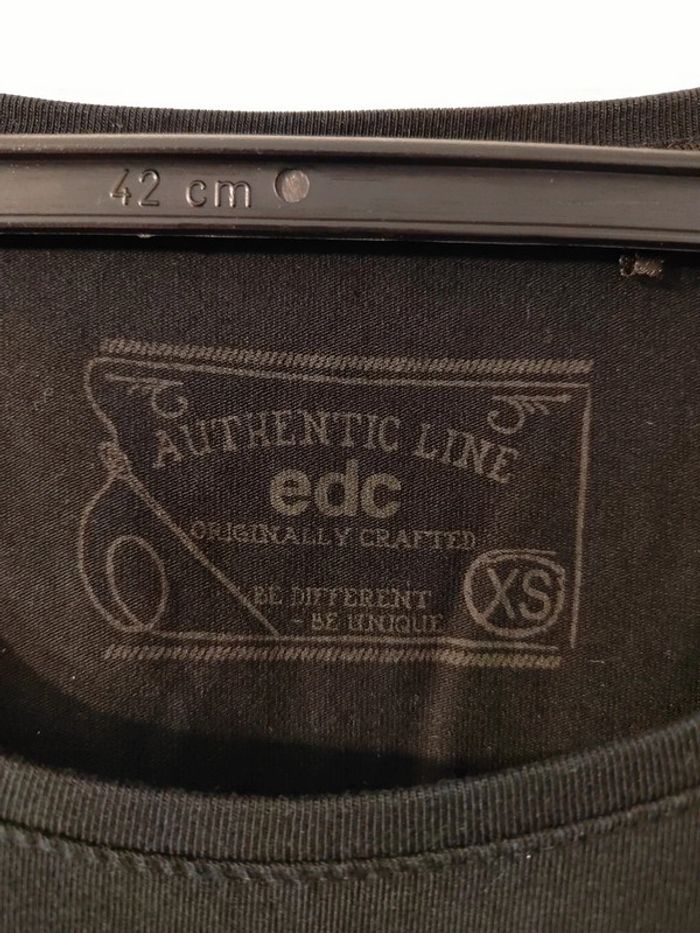 42 cm
AUTHENTIC LINE
edc
ORIGINALLY CRAFTED
XS
- BE DIFFERENT
- BE UNIQUE